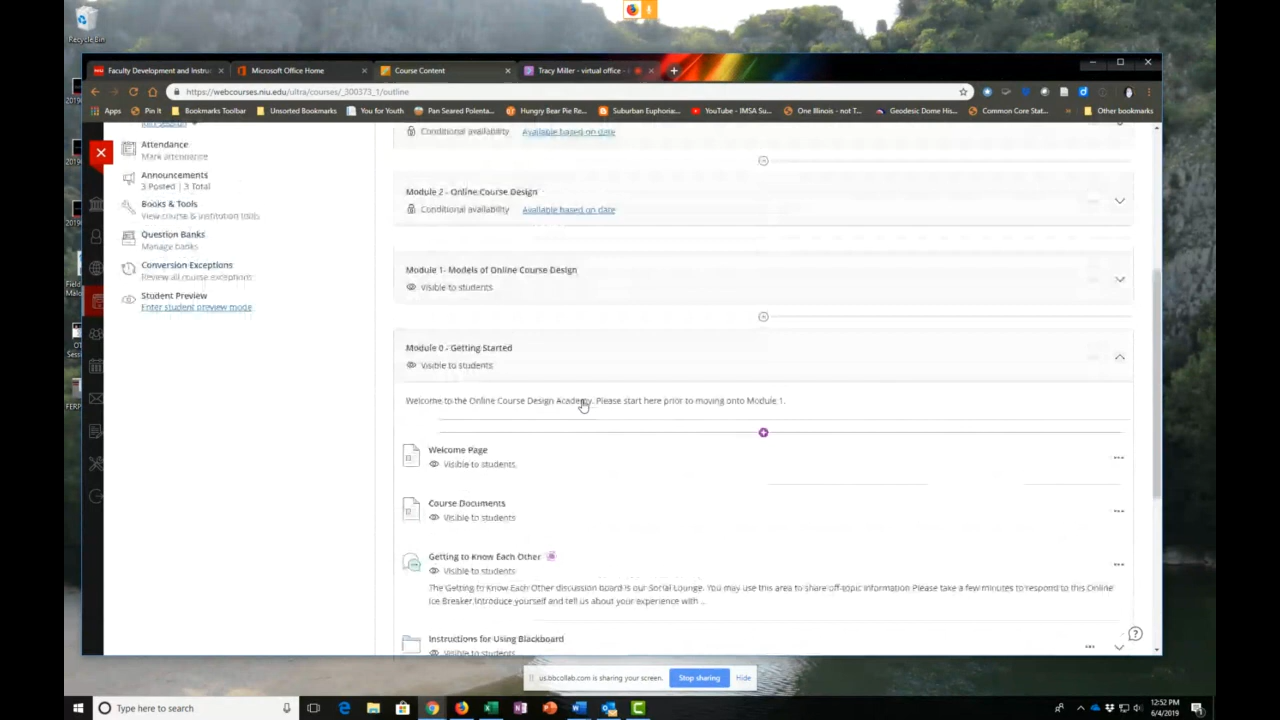 Recycle Bin
Faculty Development and Instru
Microsoft Office Home
Course Content
Tracy Miller - virtual office -
https://webcourses.niu.edu/ultra/courses/_300373_1/outline
Apps
Pin It
Bookmarks Toolbar
Unsorted Bookmarks
You for Youth
Pan Seared Polenta...
Hungry Bear Pie Re...
Suburban Euphoria:...
YouTube - IMSA Su...
One Illinois - not T...
Geodesic Dome His...
Common Core Stat...
Other bookmarks
Attendance
Mark attendance
Announcements
3 Posted | 3 Total
Books & Tools
View course & institution tools
Question Banks
Manage banks
Conversion Exceptions
Review all course exceptions
Student Preview
Enter student preview mode
Conditional availability Available based on date
Module 2 - Online Course Design
Conditional availability Available based on date
Module 1- Models of Online Course Design
Visible to students
Module 0 - Getting Started
Visible to students
Welcome to the Online Course Design Academy. Please start here prior to moving onto Module 1.
Welcome Page
Visible to students
Course Documents
Visible to students
Getting to Know Each Other
Visible to students
The Getting to Know Each Other discussion board is our Social Lounge. You may use this area to share off-topic information Please take a few minutes to respond to this Online
Ice Breaker.Introduce yourself and tell us about your experience with ...
Instructions for Using Blackboard
Visible to students
us.bbcollab.com is sharing your screen.
Stop sharing
Hide
Type here to search
12:52 PM
6/4/2019